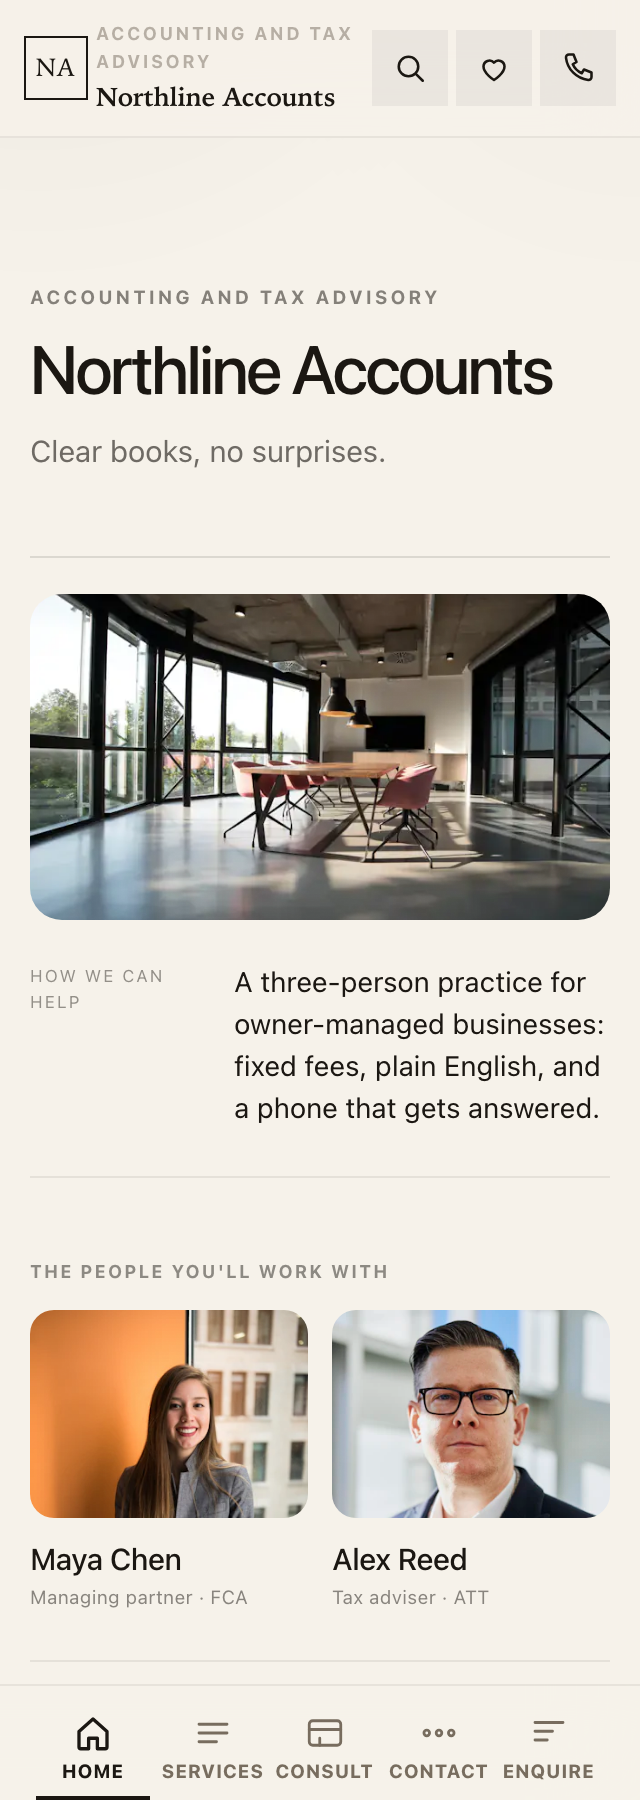 NA
ACCOUNTING AND TAX
ADVISORY
Northline Accounts
ACCOUNTING AND TAX ADVISORY
Northline Accounts
Clear books, no surprises.
HOW WE CAN
HELP
A three-person practice for
owner-managed businesses:
fixed fees, plain English, and
a phone that gets answered.
THE PEOPLE YOU'LL WORK WITH
Maya Chen
Managing partner · FCA
Alex Reed
Tax adviser · ATT
HOME
SERVICES
CONSULT
CONTACT
ENQUIRE